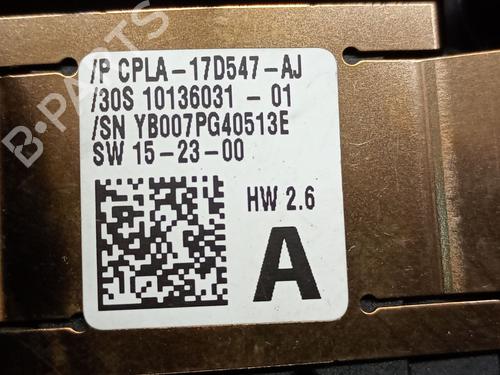 /P CPLA-17D547-AJ
/30S 10136031 - 01
/SN YB007PG40513E
SW 15-23-00
HW 2.6
A
B-PARTS